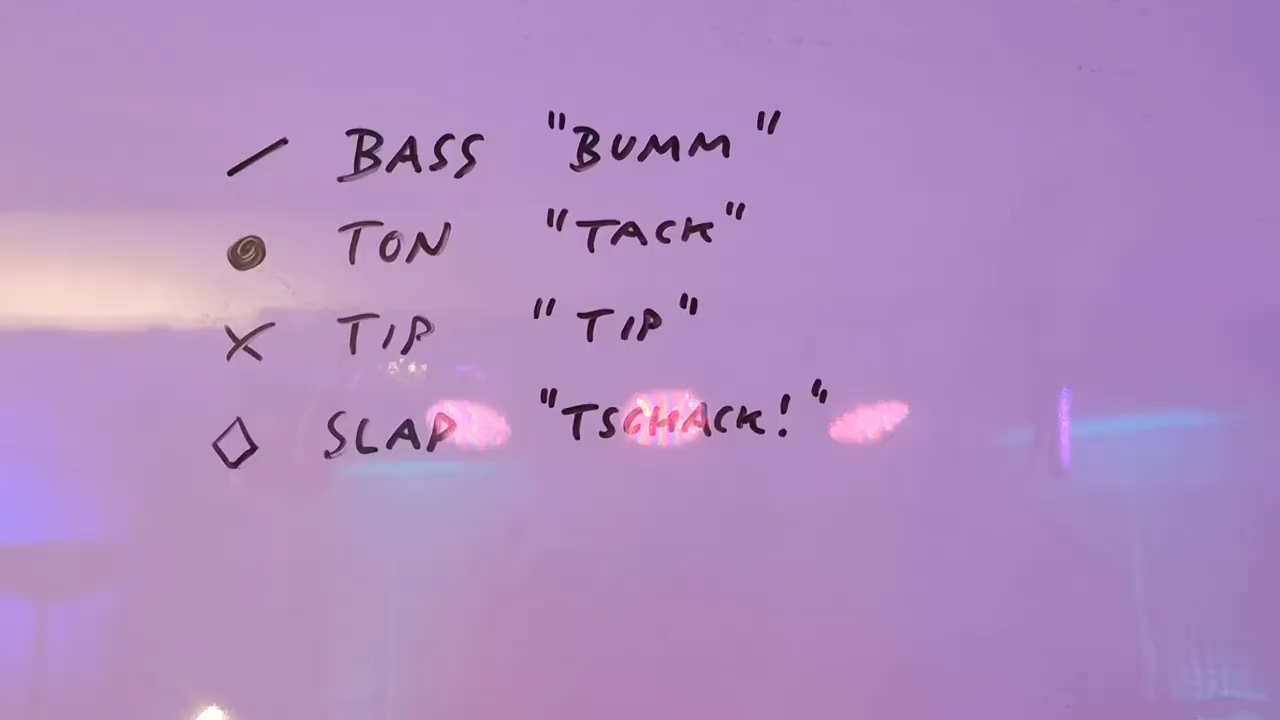 / BASS "BUMM"
● TON "TACK"
X TIP "TIP"
◇ SLAP "TSCHACK!"